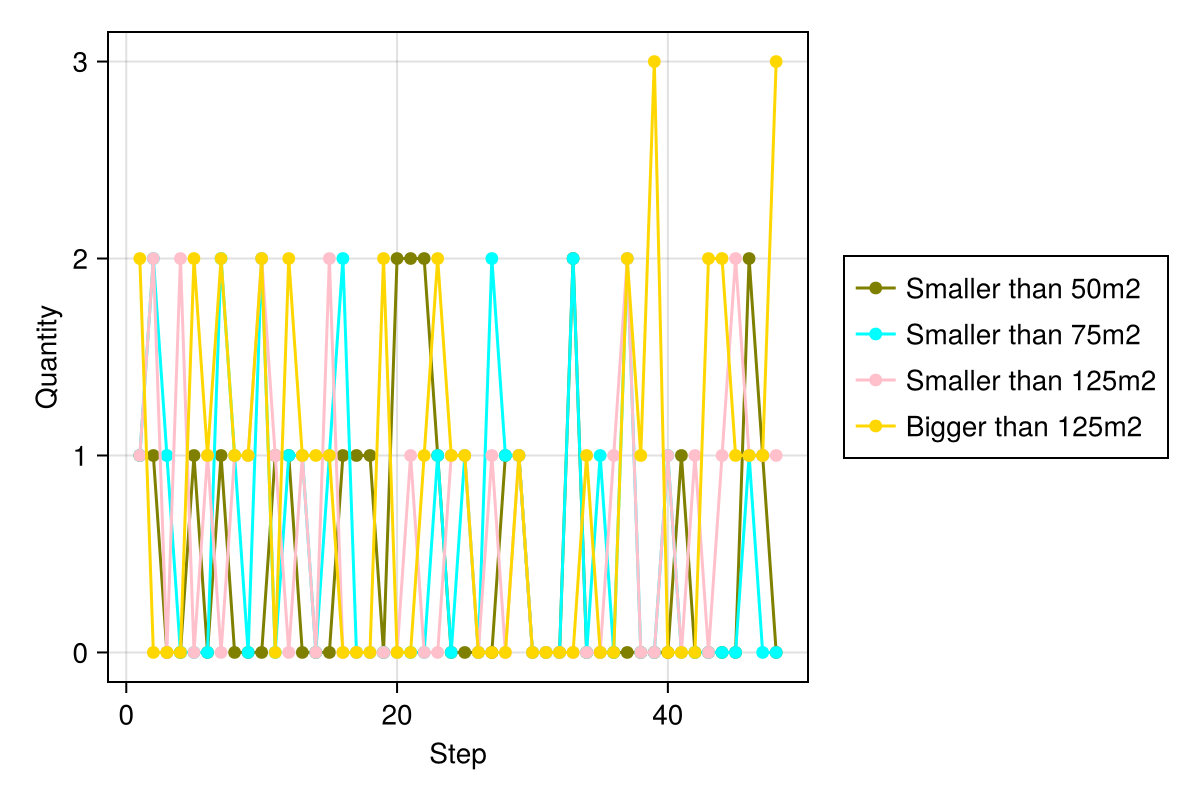 3
2
1
0
Quantity
0 20 40
Step
Smaller than 50m2
Smaller than 75m2
Smaller than 125m2
Bigger than 125m2